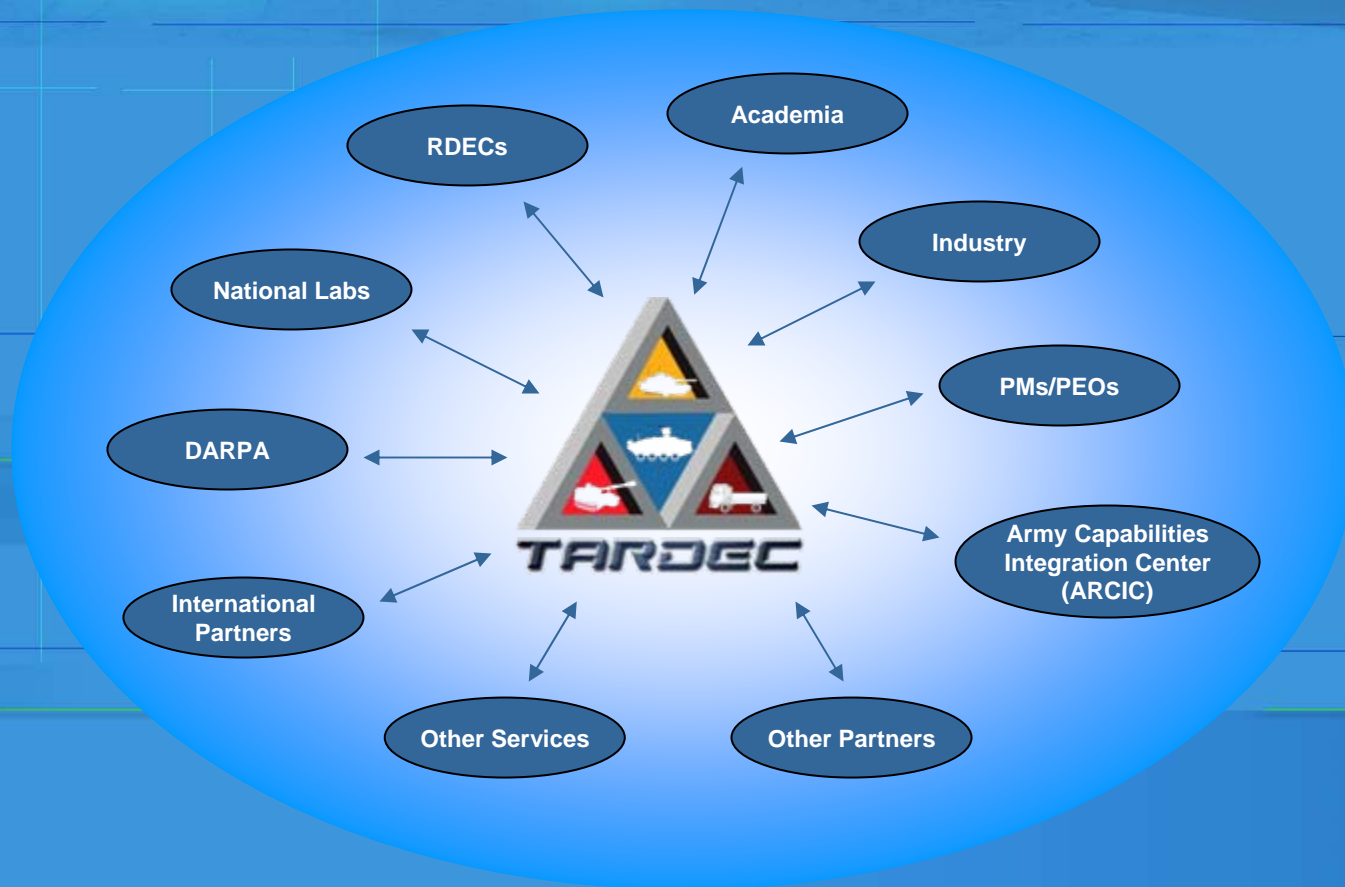 Academia
RDECs
Industry
National Labs
PMs/PEOs
DARPA
Army Capabilities
Integration Center
(ARCIC)
TARDEC
International
Partners
Other Services
Other Partners